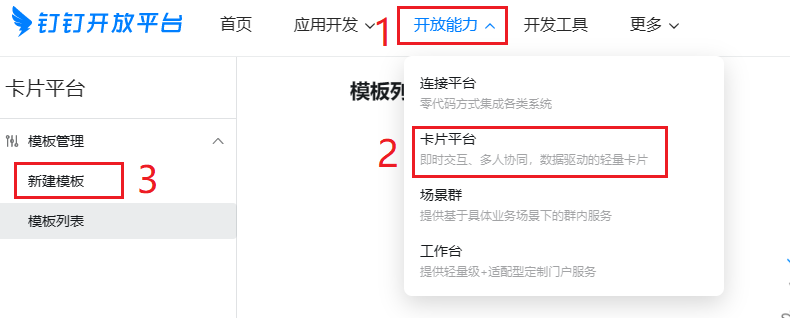 钉钉开放平台 首页 应用开发 1 开放能力 开发工具 更多
卡片平台
模板管理
3 新建模板
模板列表
模板列
连接平台
零代码方式集成各类系统
2 卡片平台
即时交互、多人协同，数据驱动的轻量卡片
场景群
提供基于具体业务场景下的群内服务
工作台
提供轻量级+适配型定制门户服务